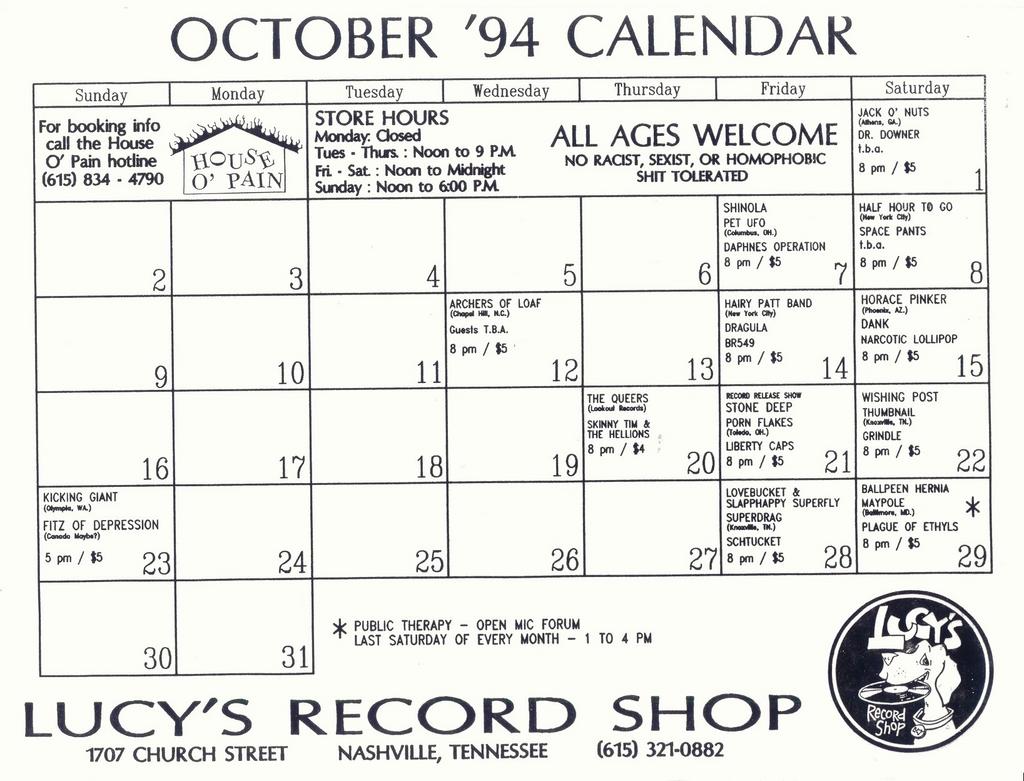 OCTOBER '94 CALENDAR
Sunday Monday Tuesday Wednesday Thursday Friday Saturday
For booking info
call the House
O' Pain hotline
(615) 834 - 4790
HOUSE
O' PAIN
STORE HOURS
Monday: Closed
Tues - Thurs. : Noon to 9 P.M.
Fri. - Sat. : Noon to Midnight
Sunday : Noon to 6:00 P.M.
ALL AGES WELCOME
NO RACIST, SEXIST, OR HOMOPHOBIC
SHIT TOLERATED
JACK O' NUTS
(Athens, GA.)
DR. DOWNER
t.b.a.
8 pm / $5
1
2
3
4
5
6
SHINOLA
PET UFO
(Columbus, OH.)
DAPHNES OPERATION
8 pm / $5
7
HALF HOUR TO GO
(New York City)
SPACE PANTS
t.b.a.
8 pm / $5
8
9
10
11
ARCHERS OF LOAF
(Chapel Hill, N.C.)
Guests T.B.A.
8 pm / $5
12
13
HAIRY PATT BAND
(New York City)
DRAGULA
BR549
8 pm / $5
14
HORACE PINKER
(Phoenix, AZ.)
DANK
NARCOTIC LOLLIPOP
8 pm / $5
15
16
17
18
19
THE QUEERS
(Lookout Records)
SKINNY TIM &
THE HELLIONS
8 pm / $4
20
RECORD RELEASE SHOW
STONE DEEP
PORN FLAKES
(Toledo, OH.)
LIBERTY CAPS
8 pm / $5
21
WISHING POST
THUMBNAIL
(Knoxville, TN.)
GRINDLE
8 pm / $5
22
KICKING GIANT
(Olympia, WA.)
FITZ OF DEPRESSION
(Canada Maybe?)
5 pm / $5
23
24
25
26
27
LOVEBUCKET &
SLAPPHAPPY SUPERFLY
SUPERDRAG
(Knoxville, TN.)
SCHTUCKET
8 pm / $5
28
BALLPEEN HERNIA
MAYPOLE
(Baltimore, MD.)
*
PLAGUE OF ETHYLS
8 pm / $5
29
30
31
* PUBLIC THERAPY - OPEN MIC FORUM
LAST SATURDAY OF EVERY MONTH - 1 TO 4 PM
LUCY'S
Record
Shop
LUCY'S RECORD SHOP
1707 CHURCH STREET NASHVILLE, TENNESSEE (615) 321-0882